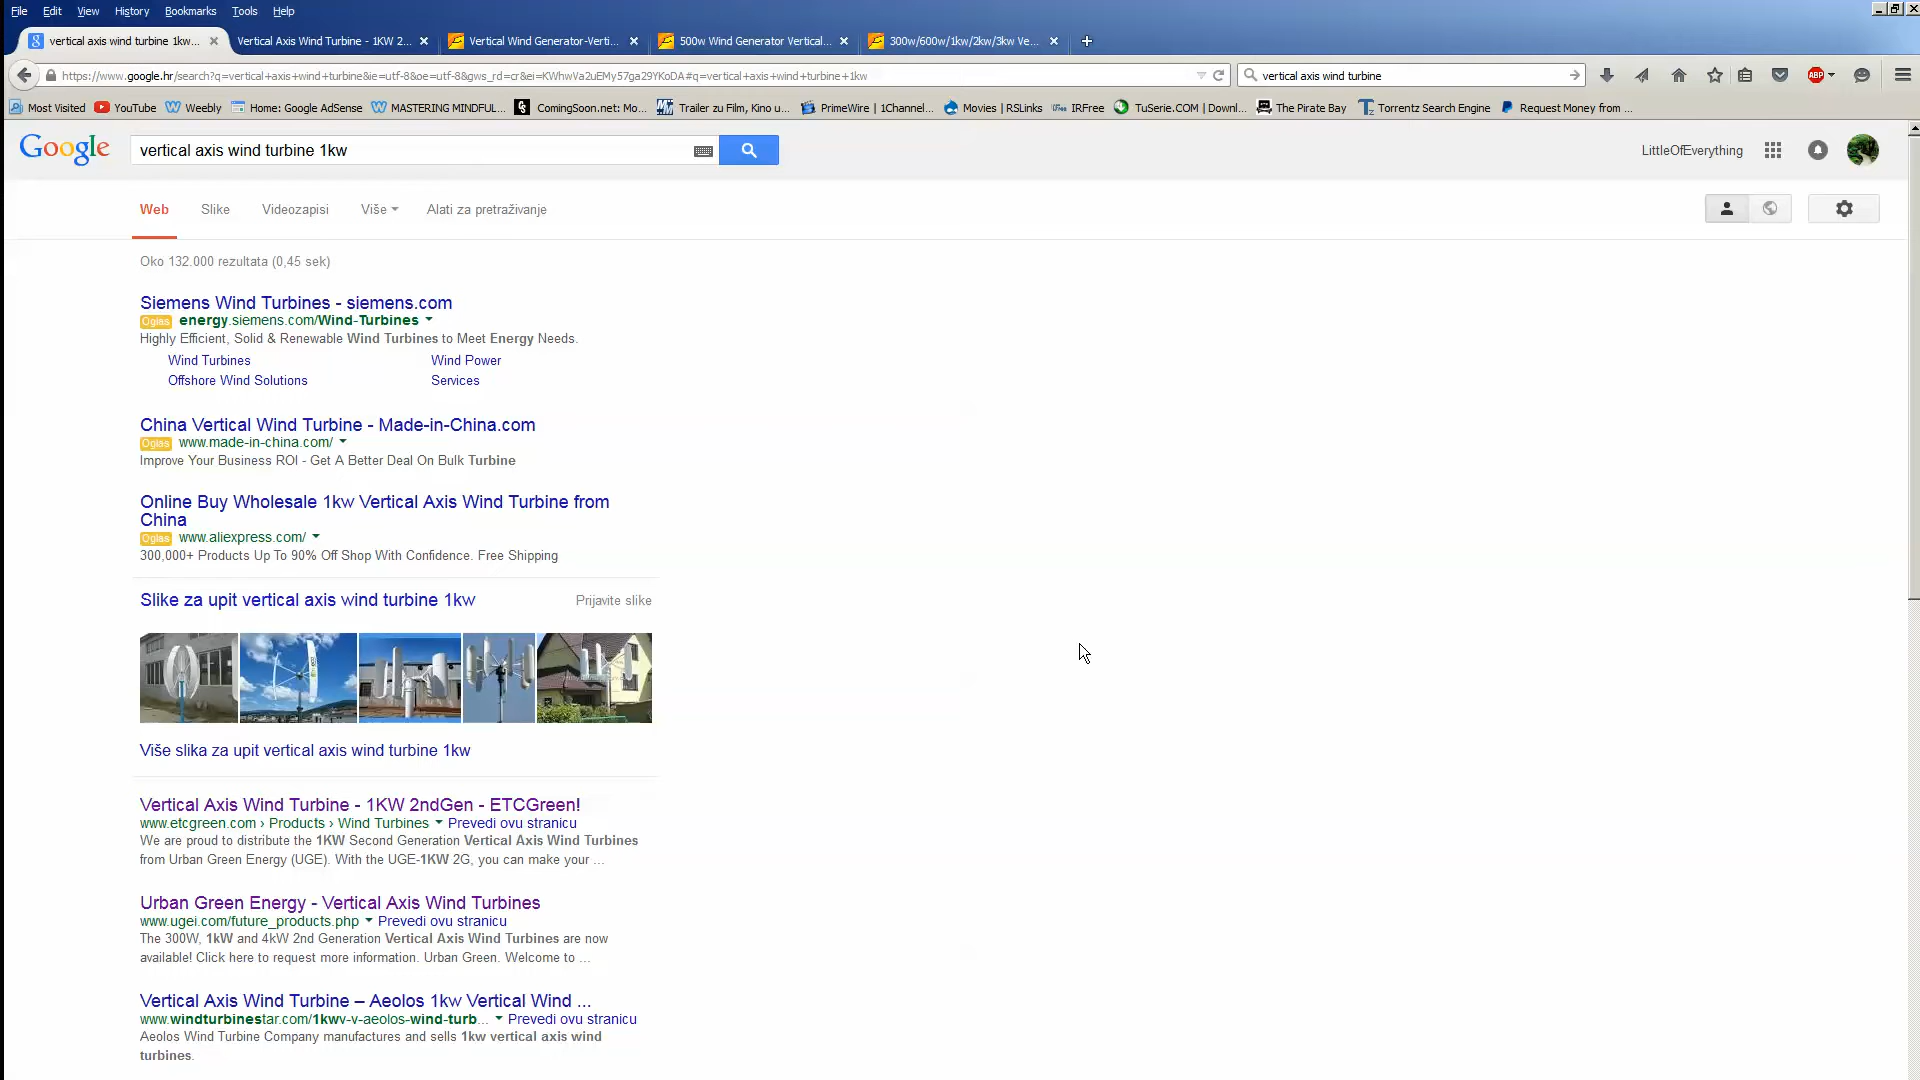 File Edit View History Bookmarks Tools Help
vertical axis wind turbine 1kw...
Vertical Axis Wind Turbine - 1KW 2...
Vertical Wind Generator-Verti...
500w Wind Generator Vertical...
300w/600w/1kw/2kw/3kw Ve...
https://www.google.hr/search?q=vertical+axis+wind+turbine&ie=utf-8&oe=utf-8&gws_rd=cr&ei=KWhwVa2uEMy57ga29YKoDA#q=vertical+axis+wind+turbine+1kw
vertical axis wind turbine
ABP
Most Visited YouTube Weebly Home: Google AdSense MASTERING MINDFUL... ComingSoon.net: Mo... Trailer zu Film, Kino u... PrimeWire | 1Channel... Movies | RSLinks IRFree TuSerie.COM | Downl... The Pirate Bay Torrentz Search Engine Request Money from ...
Google
vertical axis wind turbine 1kw
LittleOfEverything
Web Slike Videozapisi Više Alati za pretraživanje
Oko 132.000 rezultata (0,45 sek)
Siemens Wind Turbines - siemens.com
Oglas energy.siemens.com/Wind-Turbines
Highly Efficient, Solid & Renewable Wind Turbines to Meet Energy Needs.
Wind Turbines Wind Power
Offshore Wind Solutions Services
China Vertical Wind Turbine - Made-in-China.com
Oglas www.made-in-china.com/
Improve Your Business ROI - Get A Better Deal On Bulk Turbine
Online Buy Wholesale 1kw Vertical Axis Wind Turbine from
China
Oglas www.aliexpress.com/
300,000+ Products Up To 90% Off Shop With Confidence. Free Shipping
Slike za upit vertical axis wind turbine 1kw Prijavite slike
Više slika za upit vertical axis wind turbine 1kw
Vertical Axis Wind Turbine - 1KW 2ndGen - ETCGreen!
www.etcgreen.com › Products › Wind Turbines Prevedi ovu stranicu
We are proud to distribute the 1KW Second Generation Vertical Axis Wind Turbines
from Urban Green Energy (UGE). With the UGE-1KW 2G, you can make your ...
Urban Green Energy - Vertical Axis Wind Turbines
www.ugei.com/future_products.php Prevedi ovu stranicu
The 300W, 1kW and 4kW 2nd Generation Vertical Axis Wind Turbines are now
available! Click here to request more information. Urban Green. Welcome to ...
Vertical Axis Wind Turbine – Aeolos 1kw Vertical Wind ...
www.windturbinestar.com/1kwv-v-aeolos-wind-turb... Prevedi ovu stranicu
Aeolos Wind Turbine Company manufactures and sells 1kw vertical axis wind
turbines.